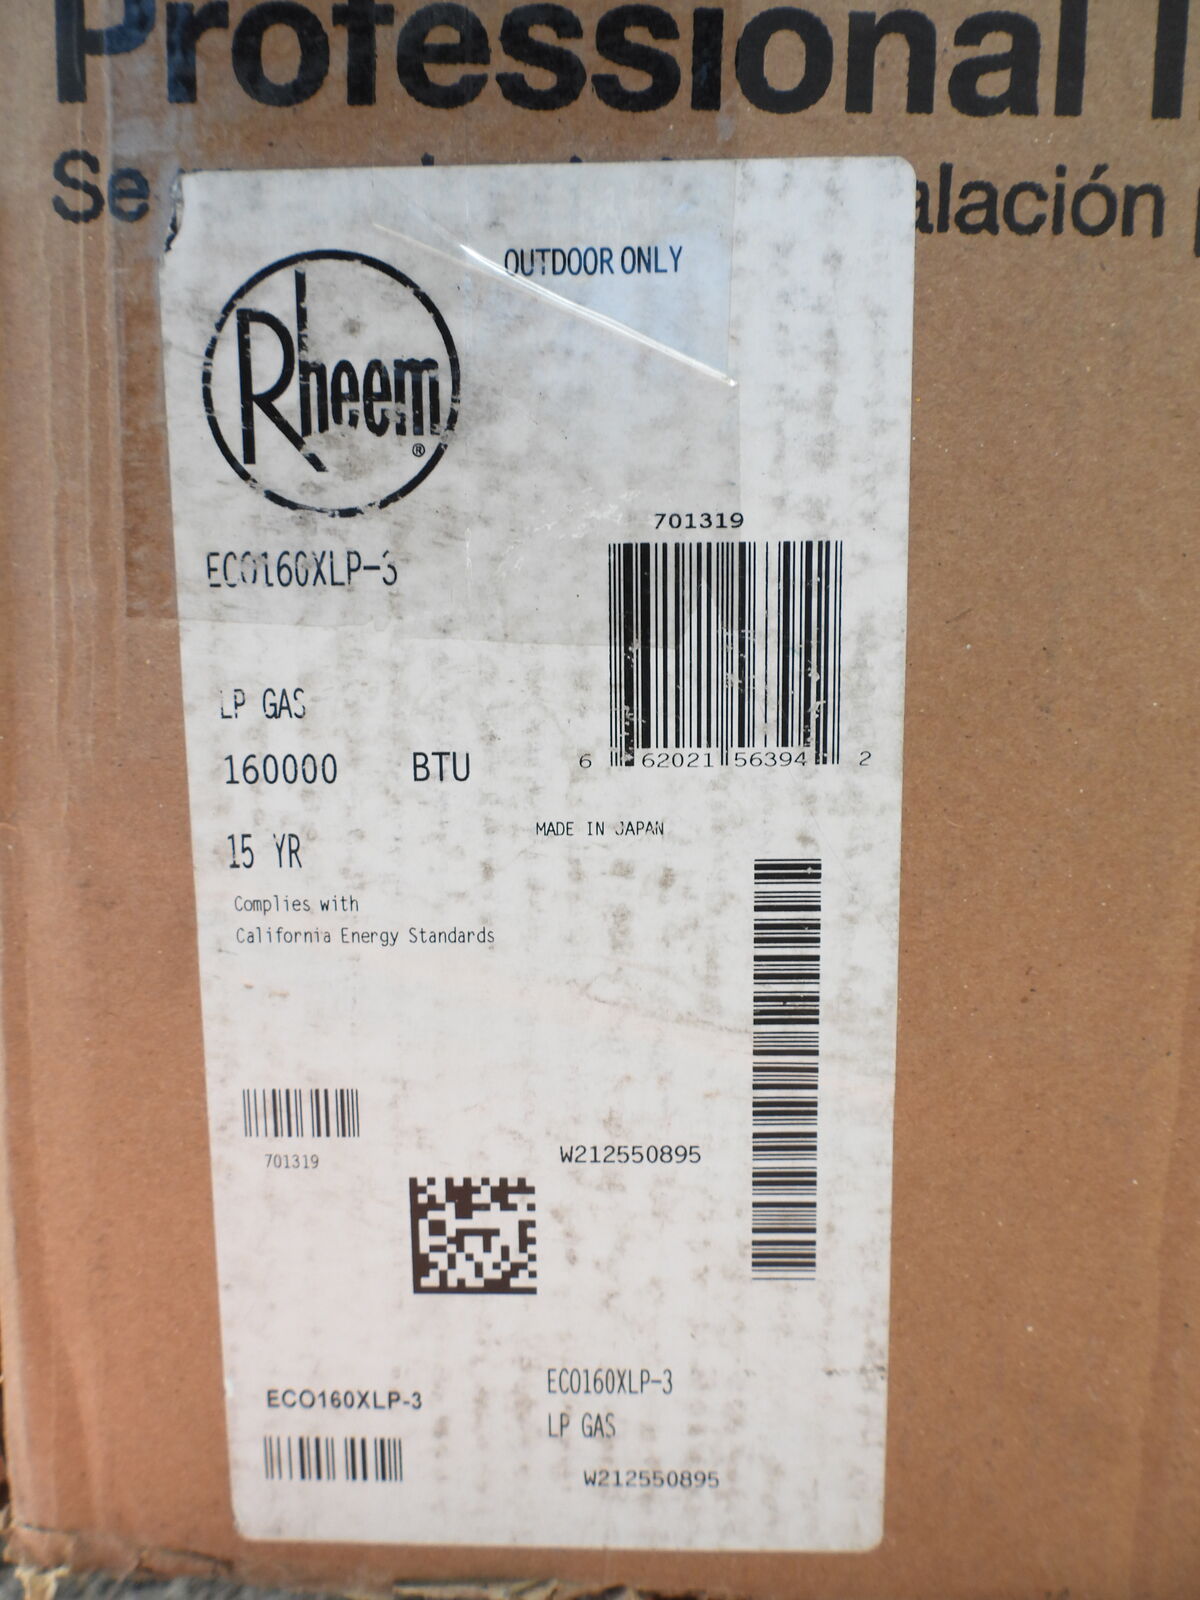 Professional I
Se
alación p
OUTDOOR ONLY
Rheem®
701319
ECO160XLP-3
6 62021 56394 2
LP GAS
160000 BTU
MADE IN JAPAN
15 YR
Complies with
California Energy Standards
701319
W212550895
ECO160XLP-3
LP GAS
ECO160XLP-3
W212550895